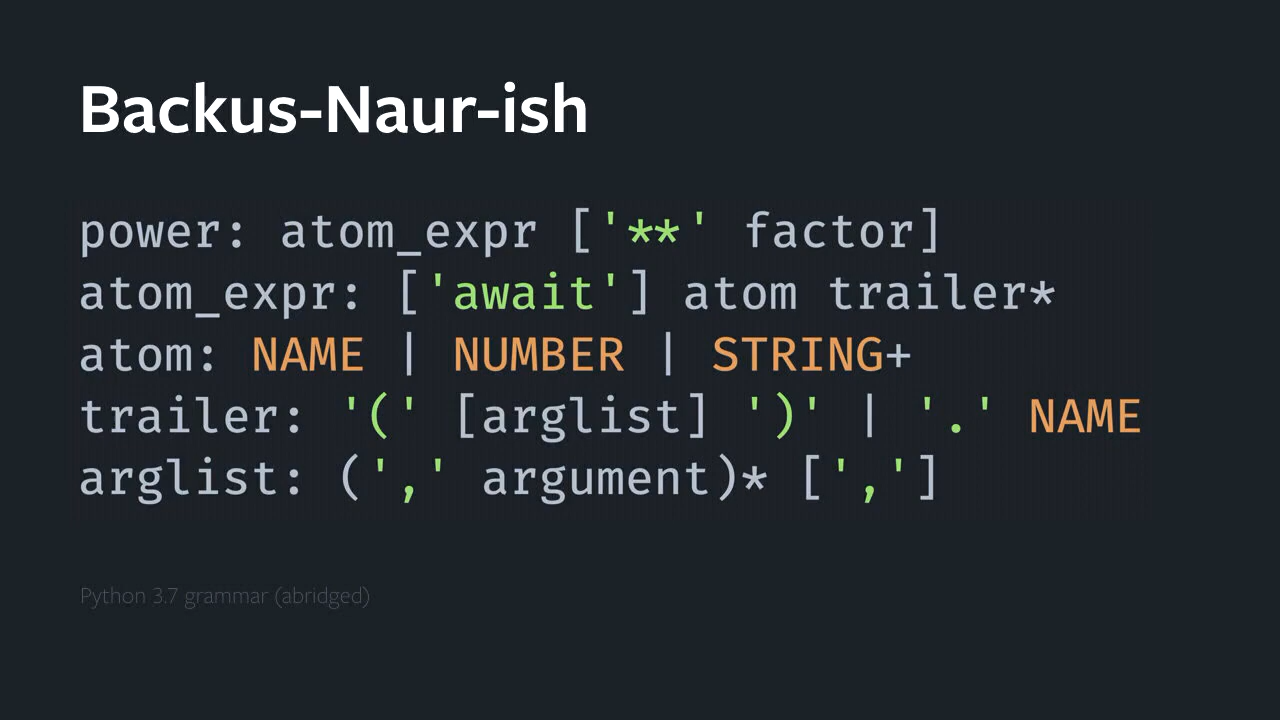 Backus-Naur-ish
power: atom_expr ['**' factor]
atom_expr: ['await'] atom trailer*
atom: NAME | NUMBER | STRING+
trailer: '(' [arglist] ')' | '.' NAME
arglist: (',' argument)* [',']
Python 3.7 grammar (abridged)